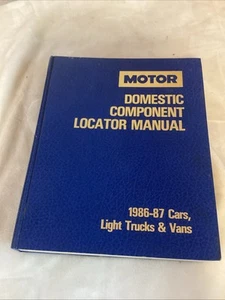 MOTOR
DOMESTIC
COMPONENT
LOCATOR MANUAL
1986-87 Cars,
Light Trucks & Vans